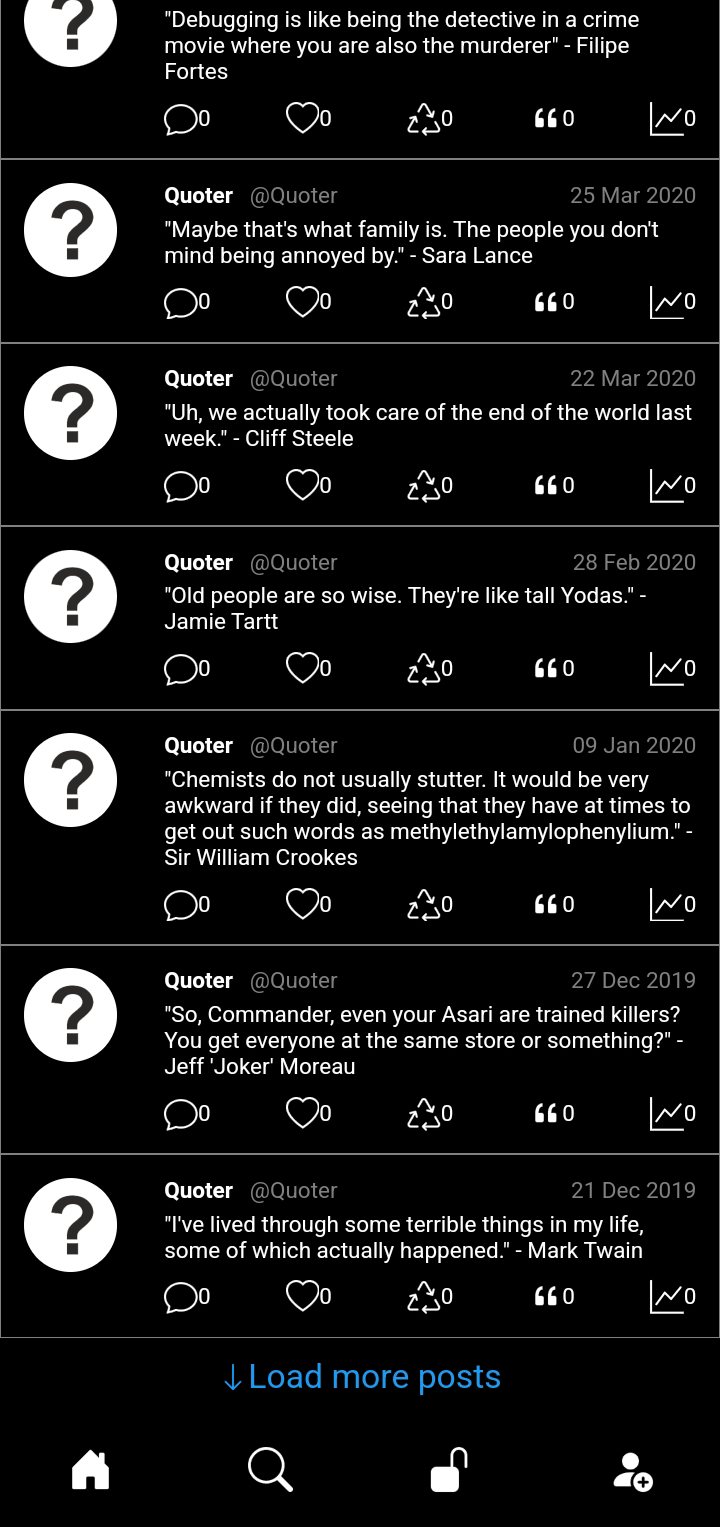 "Debugging is like being the detective in a crime
movie where you are also the murderer" - Filipe
Fortes
0 0 0 0 0
Quoter @Quoter 25 Mar 2020
"Maybe that's what family is. The people you don't
mind being annoyed by." - Sara Lance
0 0 0 0 0
Quoter @Quoter 22 Mar 2020
"Uh, we actually took care of the end of the world last
week." - Cliff Steele
0 0 0 0 0
Quoter @Quoter 28 Feb 2020
"Old people are so wise. They're like tall Yodas." -
Jamie Tartt
0 0 0 0 0
Quoter @Quoter 09 Jan 2020
"Chemists do not usually stutter. It would be very
awkward if they did, seeing that they have at times to
get out such words as methylethylamylophenylium." -
Sir William Crookes
0 0 0 0 0
Quoter @Quoter 27 Dec 2019
"So, Commander, even your Asari are trained killers?
You get everyone at the same store or something?" -
Jeff 'Joker' Moreau
0 0 0 0 0
Quoter @Quoter 21 Dec 2019
"I've lived through some terrible things in my life,
some of which actually happened." - Mark Twain
0 0 0 0 0
↓Load more posts